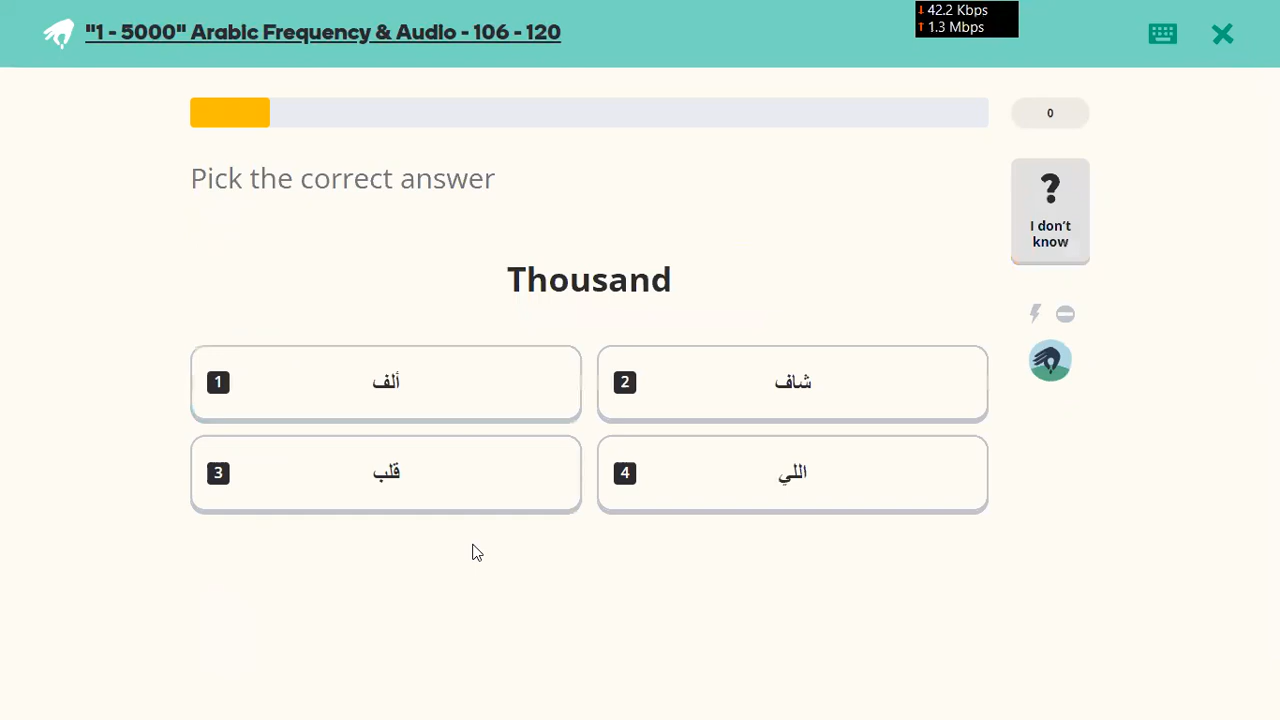 "1 - 5000" Arabic Frequency & Audio - 106 - 120
↓ 42.2 Kbps
↑ 1.3 Mbps
0
Pick the correct answer
?
I don't
know
Thousand
1 ألف
2 شاف
3 قلب
4 اللي